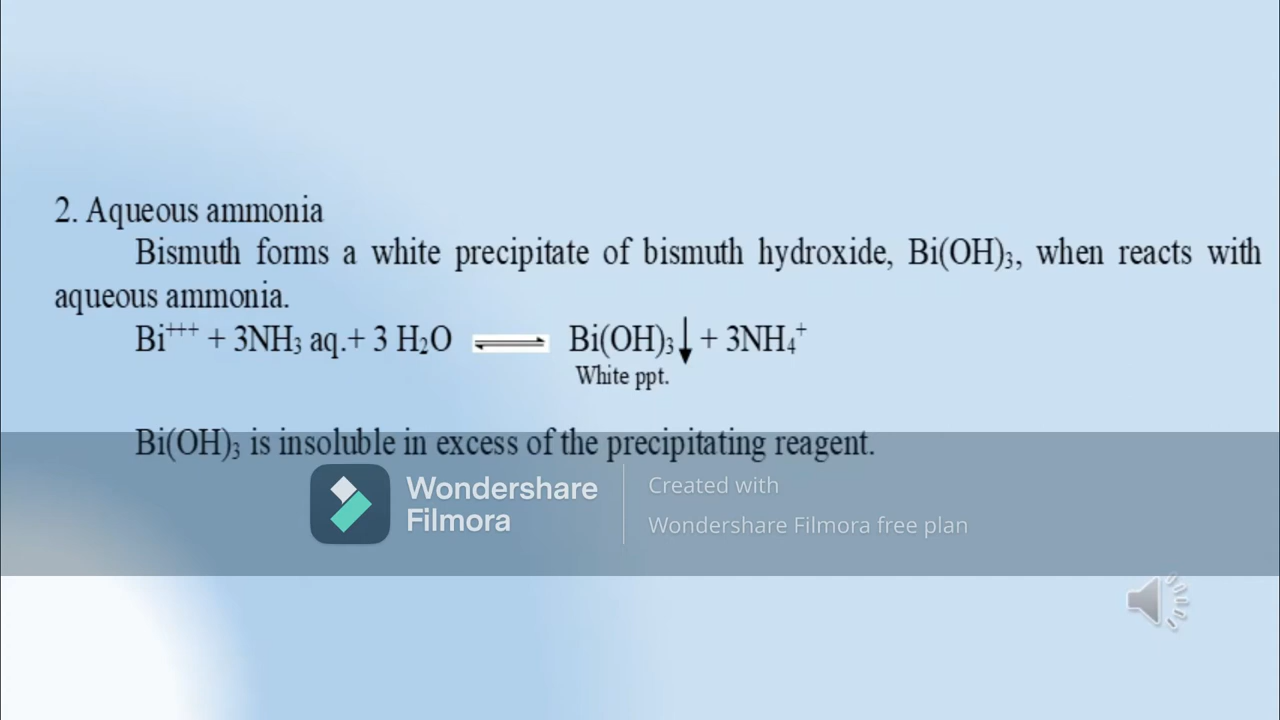 2. Aqueous ammonia
Bismuth forms a white precipitate of bismuth hydroxide, Bi(OH)₃, when reacts with
aqueous ammonia.
Bi⁺⁺⁺ + 3NH₃ aq.+ 3 H₂O ⇌ Bi(OH)₃↓ + 3NH₄⁺
White ppt.
Bi(OH)₃ is insoluble in excess of the precipitating reagent.
Wondershare
Filmora
Created with
Wondershare Filmora free plan